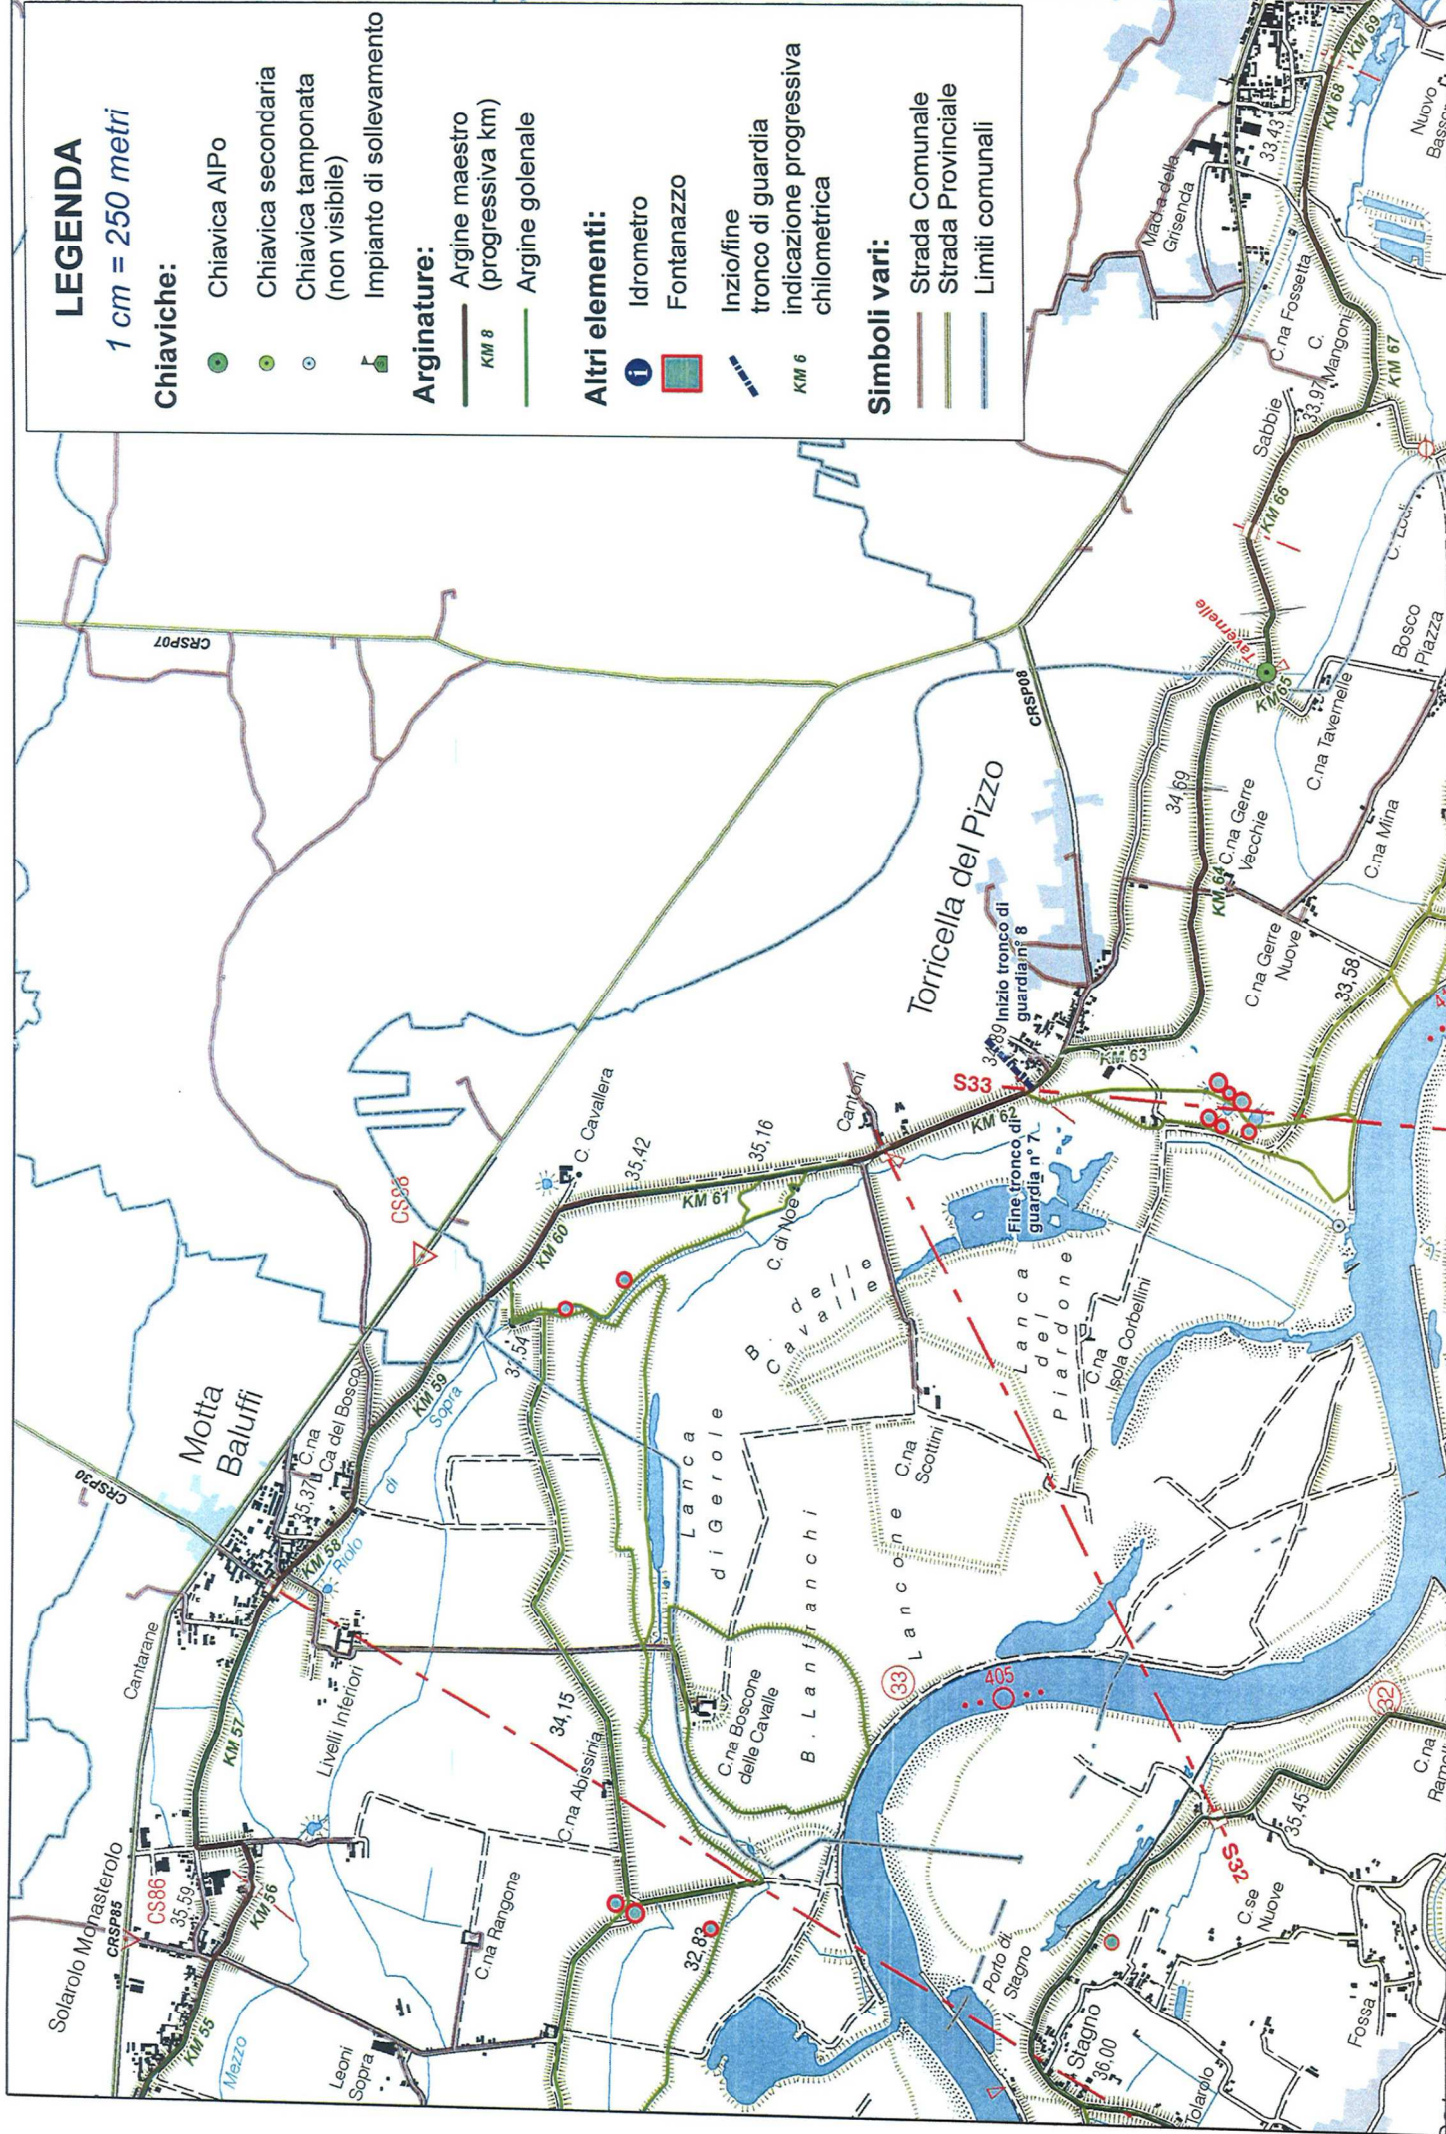 LEGENDA
1 cm = 250 metri
Chiaviche:
Chiavica AIPo
Chiavica secondaria
Chiavica tamponata
(non visibile)
Impianto di sollevamento
Arginature:
Argine maestro
(progressiva km)
KM 8
Argine golenale
Altri elementi:
Idrometro
Fontanazzo
Inzio/fine
tronco di guardia
indicazione progressiva
chilometrica
KM 6
Simboli vari:
Strada Comunale
Strada Provinciale
Limiti comunali
Solarolo Monasterolo
CRSP85
CS86
35,59
KM 55
KM 56
KM 57
Mezzo
Leoni
Sopra
C.na Rangone
Cantarane
Livelli Inferiori
CRSP30
Motta
Baluffi
C.na
Ca del Bosco
35,37
KM 58
Riolo
di
Sopra
KM 59
CS88
CRSP07
33,54
KM 60
C. Cavallera
35,42
KM 61
35,16
C. di Noe
Cantoni
KM 62
S33
34,89
Inizio tronco di
guardia n° 8
Fine tronco di
guardia n° 7
Torricella del Pizzo
CRSP08
KM 63
KM 64
34,69
C.na Gerre
Vecchie
C.na Gerre
Nuove
33,58
C.na Mina
C.na Tavernelle
Tavernelle
KM 65
Bosco
Piazza
C. Lodi
KM 66
Sabbie
33,97
C.
Mangoni
C.na Fossetta
KM 67
Mad.a della
Grisenda
33,43
KM 68
KM 69
Nuovo
34,15
C.na Abissinia
32,83
Lanca
di Gerole
C.na Boscone
delle Cavalle
B. Lanfranchi
B. delle
Cavalle
C.na
Scottini
Lancone
Lanca
del
Piardone
C.na
Isola Corbellini
33
405
32
S32
35,45
C.se
Nuove
Porto di
Stagno
Stagno
36,00
Tolarolo
Fossa
C.na